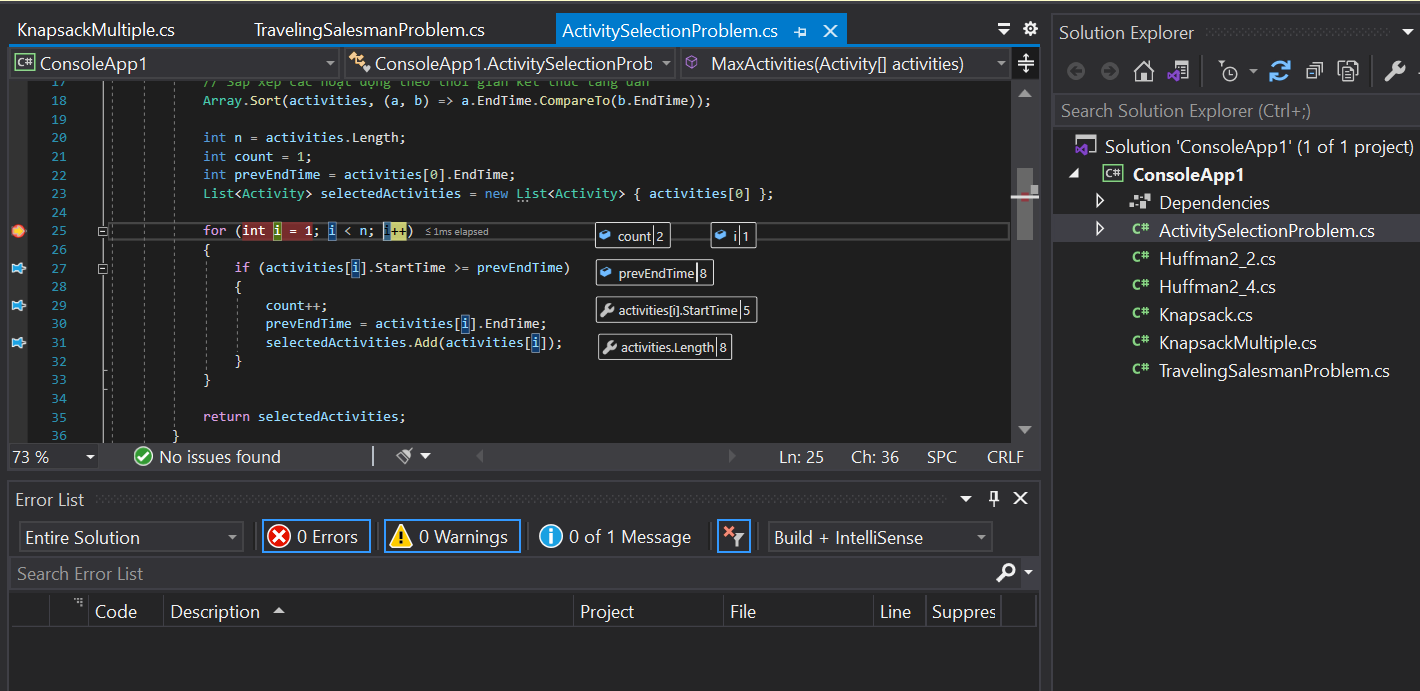 KnapsackMultiple.cs TravelingSalesmanProblem.cs ActivitySelectionProblem.cs
ConsoleApp1 ConsoleApp1.ActivitySelectionProb MaxActivities(Activity[] activities)
17 // Sắp xếp các hoạt động theo thời gian kết thúc tăng dần
18 Array.Sort(activities, (a, b) => a.EndTime.CompareTo(b.EndTime));
19
20 int n = activities.Length;
21 int count = 1;
22 int prevEndTime = activities[0].EndTime;
23 List<Activity> selectedActivities = new List<Activity> { activities[0] };
24
25 for (int i = 1; i < n; i++) ≤ 1ms elapsed count 2 i 1
26 {
27 if (activities[i].StartTime >= prevEndTime) prevEndTime 8
28 {
29 count++; activities[i].StartTime 5
30 prevEndTime = activities[i].EndTime;
31 selectedActivities.Add(activities[i]); activities.Length 8
32 }
33 }
34
35 return selectedActivities;
36 }
73 % No issues found Ln: 25 Ch: 36 SPC CRLF
Error List
Entire Solution 0 Errors 0 Warnings 0 of 1 Message Build + IntelliSense
Search Error List
Code Description Project File Line Suppres
Solution Explorer
Search Solution Explorer (Ctrl+;)
Solution 'ConsoleApp1' (1 of 1 project)
C# ConsoleApp1
Dependencies
C# ActivitySelectionProblem.cs
C# Huffman2_2.cs
C# Huffman2_4.cs
C# Knapsack.cs
C# KnapsackMultiple.cs
C# TravelingSalesmanProblem.cs